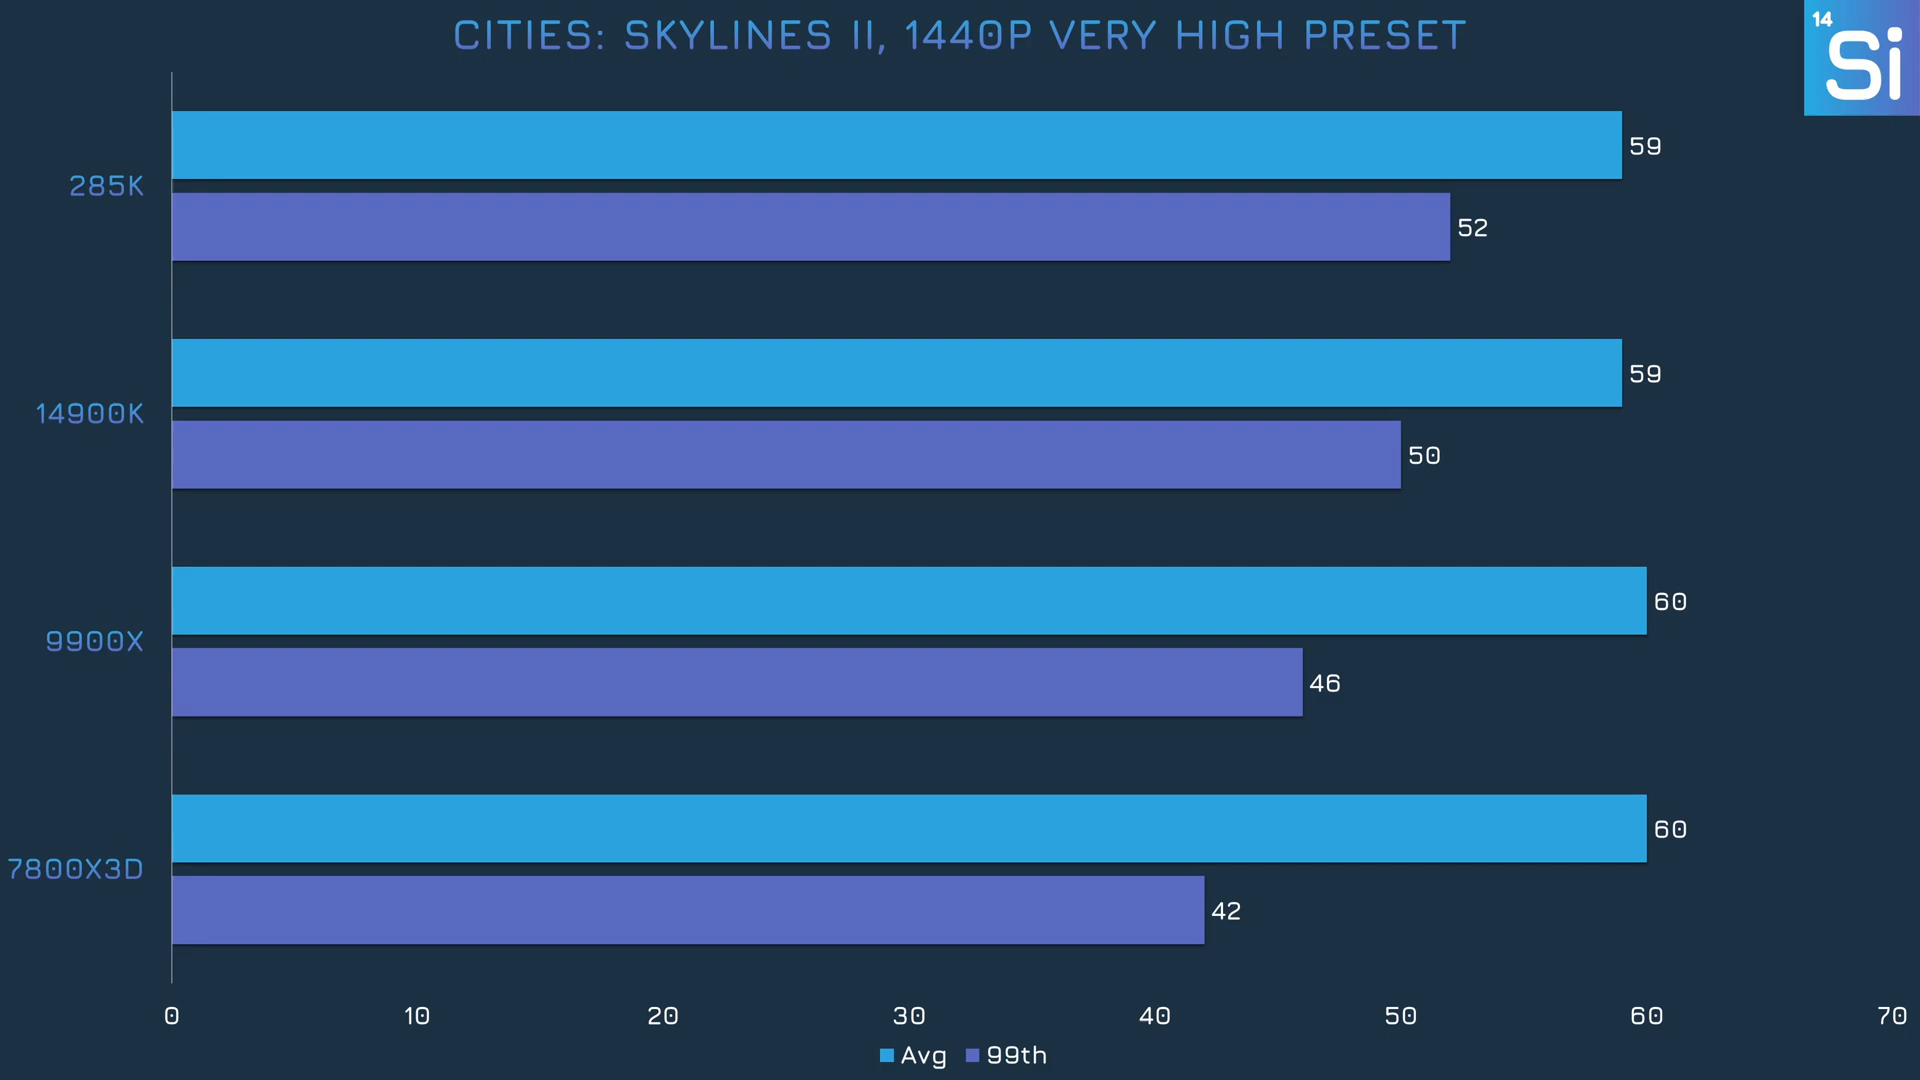 CITIES: SKYLINES II, 1440P VERY HIGH PRESET
14
Si
59
285K
52
59
14900K
50
60
9900X
46
60
7800X3D
42
0 10 20 30 40 50 60 70
Avg 99th